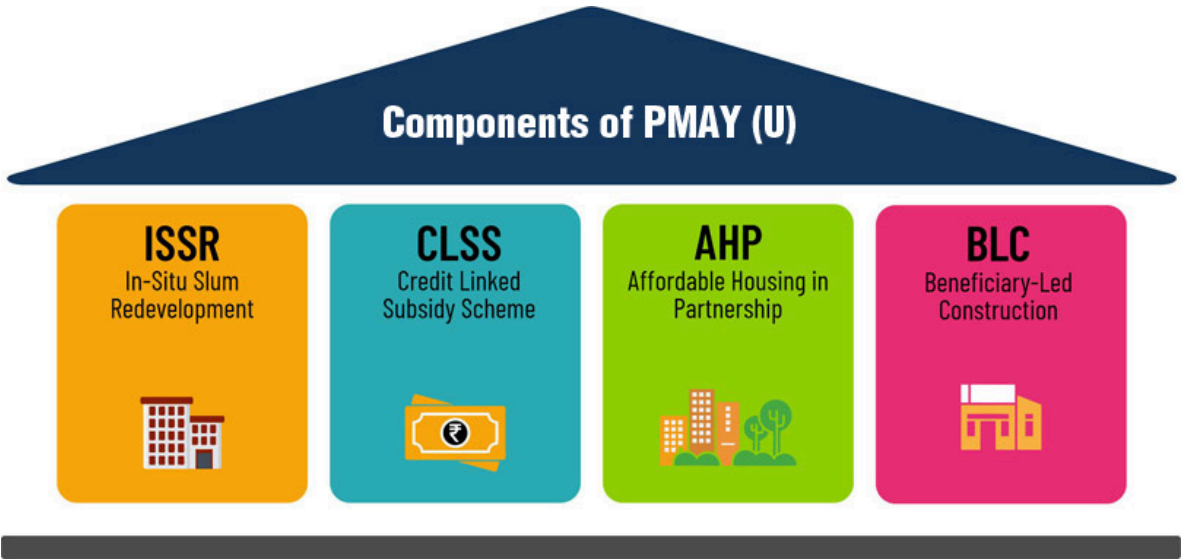 Components of PMAY (U)
ISSR
In-Situ Slum
Redevelopment
CLSS
Credit Linked
Subsidy Scheme
₹
AHP
Affordable Housing in
Partnership
BLC
Beneficiary-Led
Construction